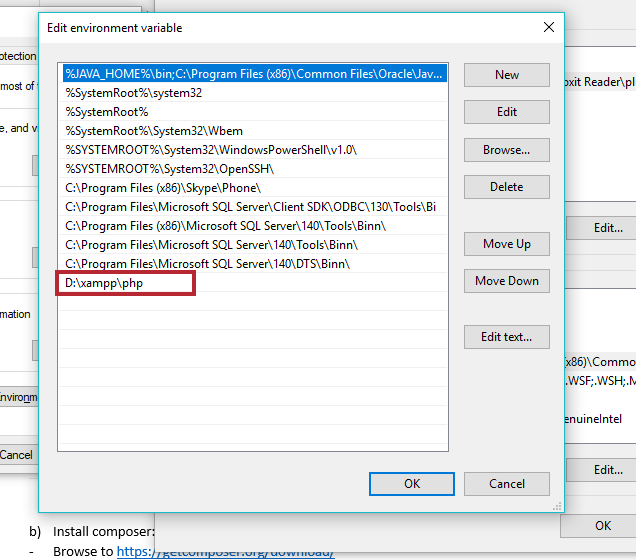 Edit environment variable
%JAVA_HOME%\bin;C:\Program Files (x86)\Common Files\Oracle\Jav...
%SystemRoot%\system32
%SystemRoot%
%SystemRoot%\System32\Wbem
%SYSTEMROOT%\System32\WindowsPowerShell\v1.0\
%SYSTEMROOT%\System32\OpenSSH\
C:\Program Files (x86)\Skype\Phone\
C:\Program Files\Microsoft SQL Server\Client SDK\ODBC\130\Tools\Bi
C:\Program Files (x86)\Microsoft SQL Server\140\Tools\Binn\
C:\Program Files\Microsoft SQL Server\140\Tools\Binn\
C:\Program Files\Microsoft SQL Server\140\DTS\Binn\
D:\xampp\php
New
Edit
Browse...
Delete
Move Up
Move Down
Edit text...
OK
Cancel
otection
most of
e, and v
mation
Environm
Cancel
oxit Reader\pl
Edit...
(x86)\Commo
.WSF;.WSH;.M
enuineIntel
Edit...
OK
b) Install composer:
- Browse to https://getcomposer.org/download/